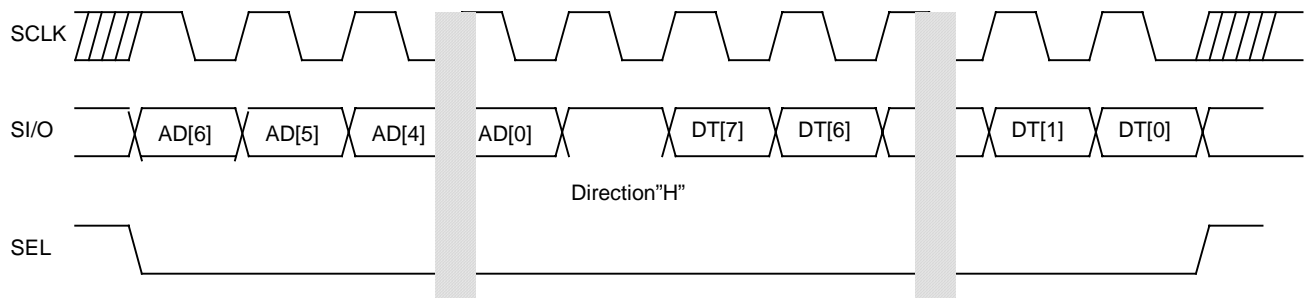 SCLK
SI/O AD[6] AD[5] AD[4] AD[0] DT[7] DT[6] DT[1] DT[0]
Direction”H”
SEL